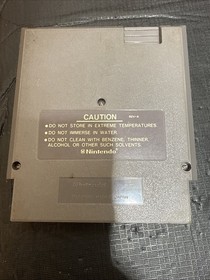 CAUTION REV-A
• DO NOT STORE IN EXTREME TEMPERATURES
• DO NOT IMMERSE IN WATER
• DO NOT CLEAN WITH BENZENE, THINNER,
ALCOHOL OR OTHER SUCH SOLVENTS.
Nintendo®